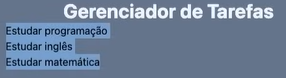 Gerenciador de Tarefas
Estudar programação
Estudar inglês
Estudar matemática